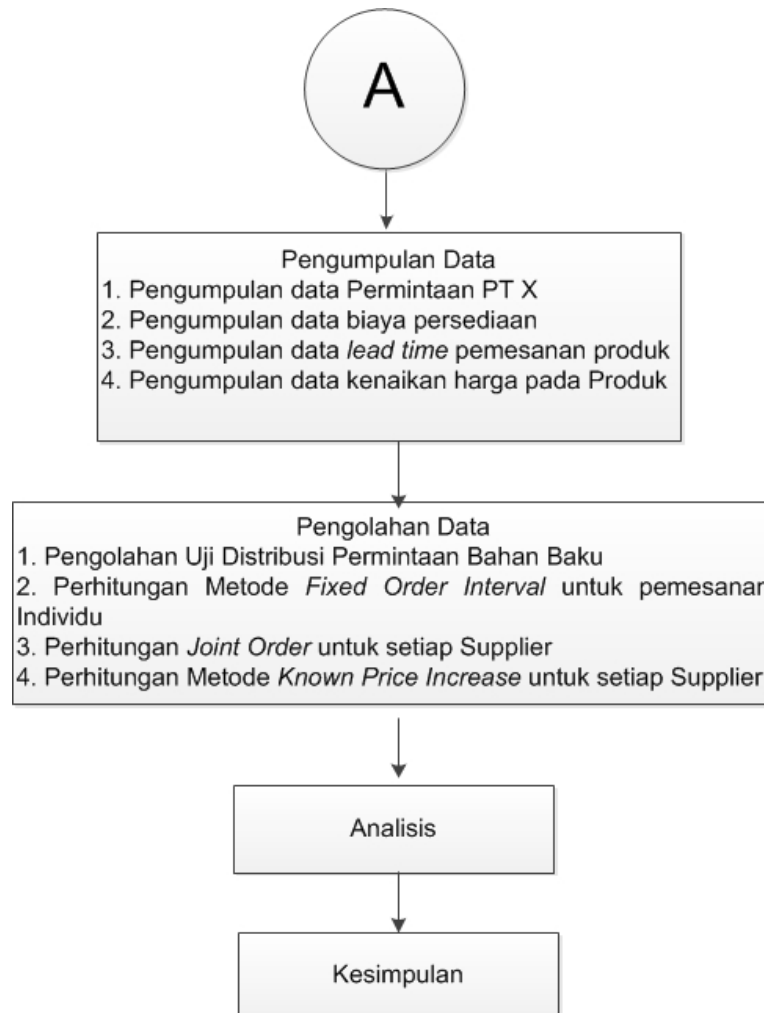 A
Pengumpulan Data
1. Pengumpulan data Permintaan PT X
2. Pengumpulan data biaya persediaan
3. Pengumpulan data lead time pemesanan produk
4. Pengumpulan data kenaikan harga pada Produk
Pengolahan Data
1. Pengolahan Uji Distribusi Permintaan Bahan Baku
2. Perhitungan Metode Fixed Order Interval untuk pemesanan
Individu
3. Perhitungan Joint Order untuk setiap Supplier
4. Perhitungan Metode Known Price Increase untuk setiap Supplier
Analisis
Kesimpulan